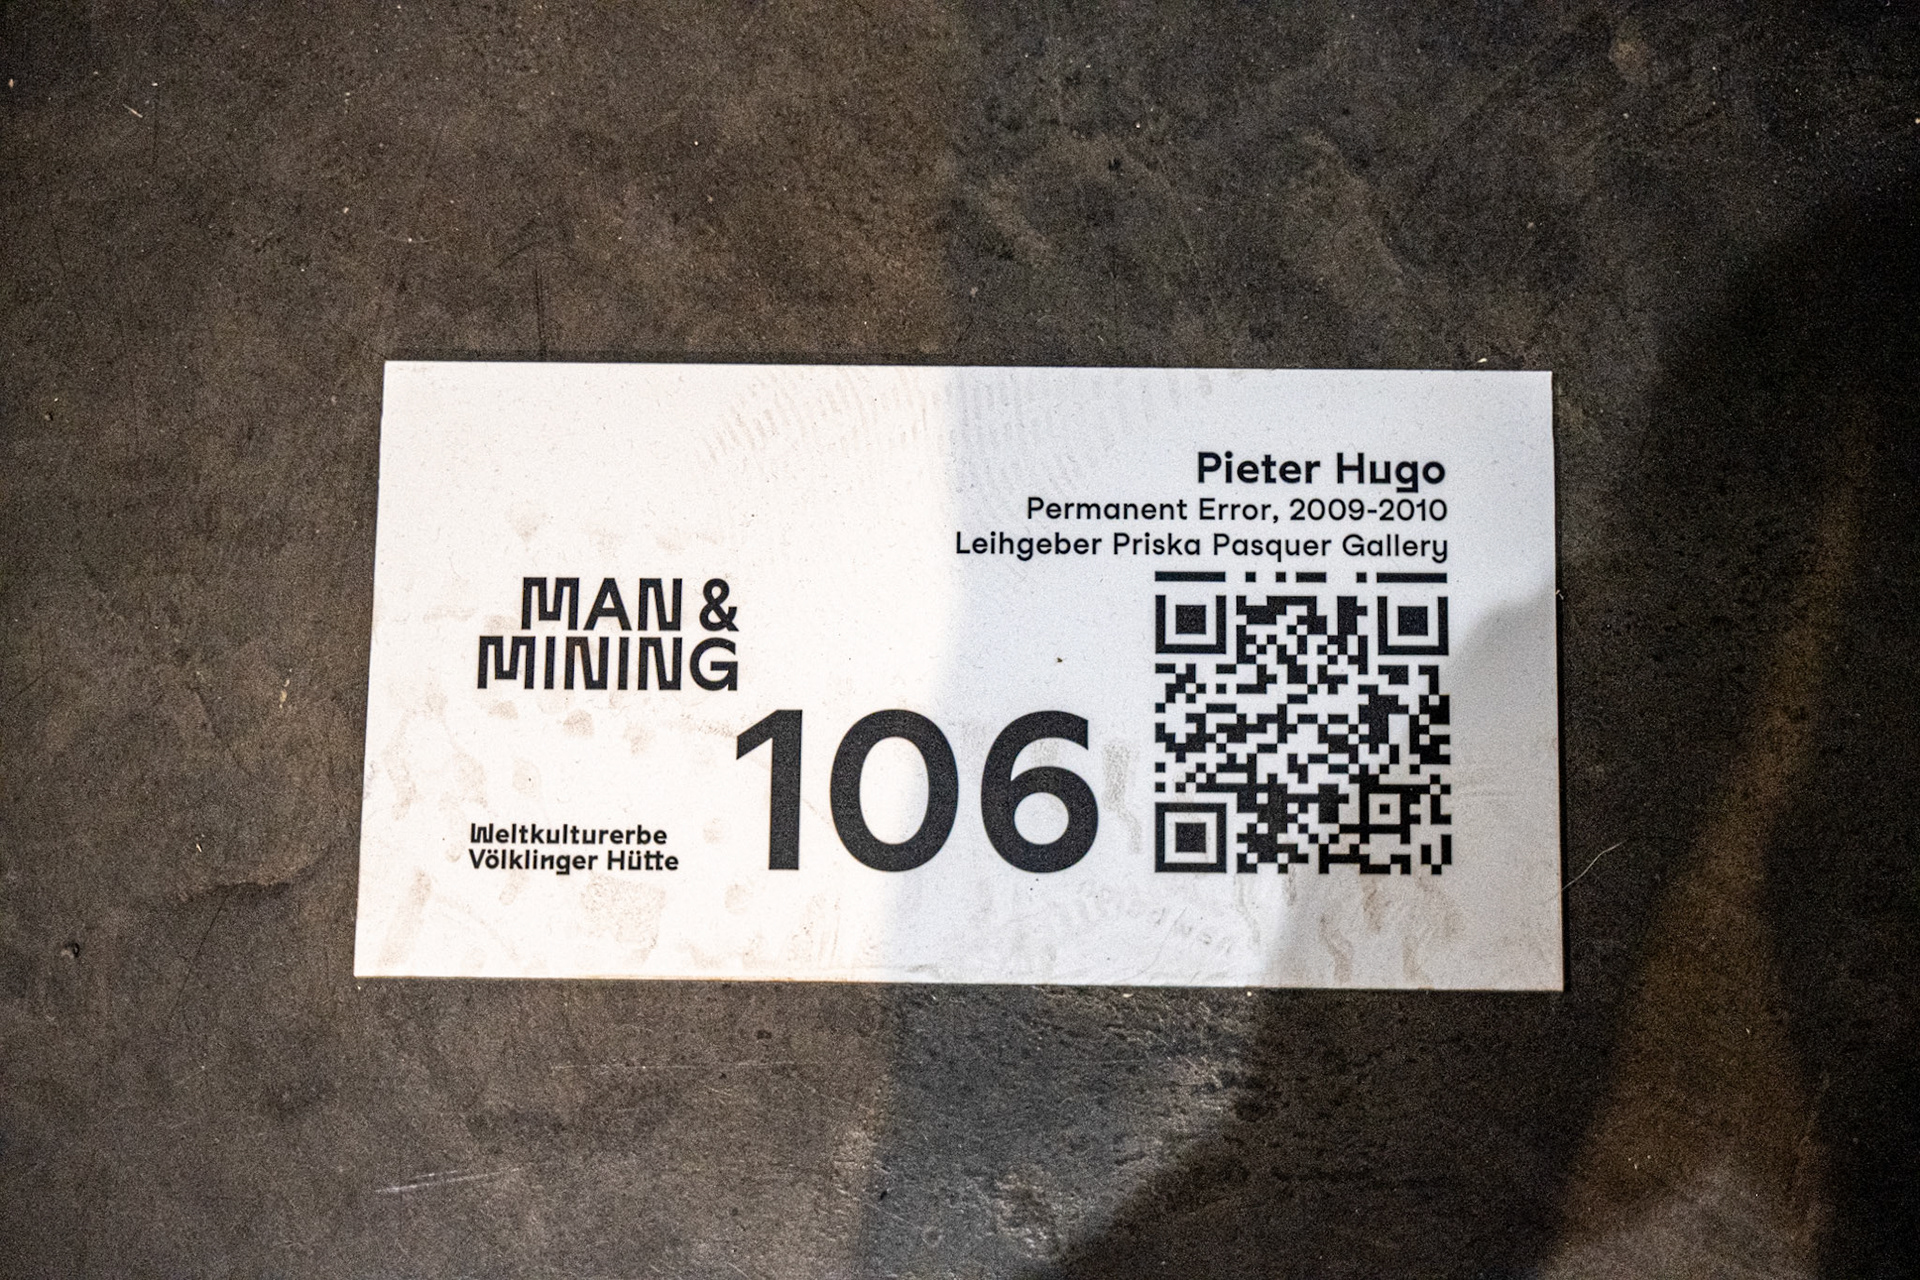 Pieter Hugo
Permanent Error, 2009-2010
Leihgeber Priska Pasquer Gallery
MAN &
MINING
106
Weltkulturerbe
Völklinger Hütte